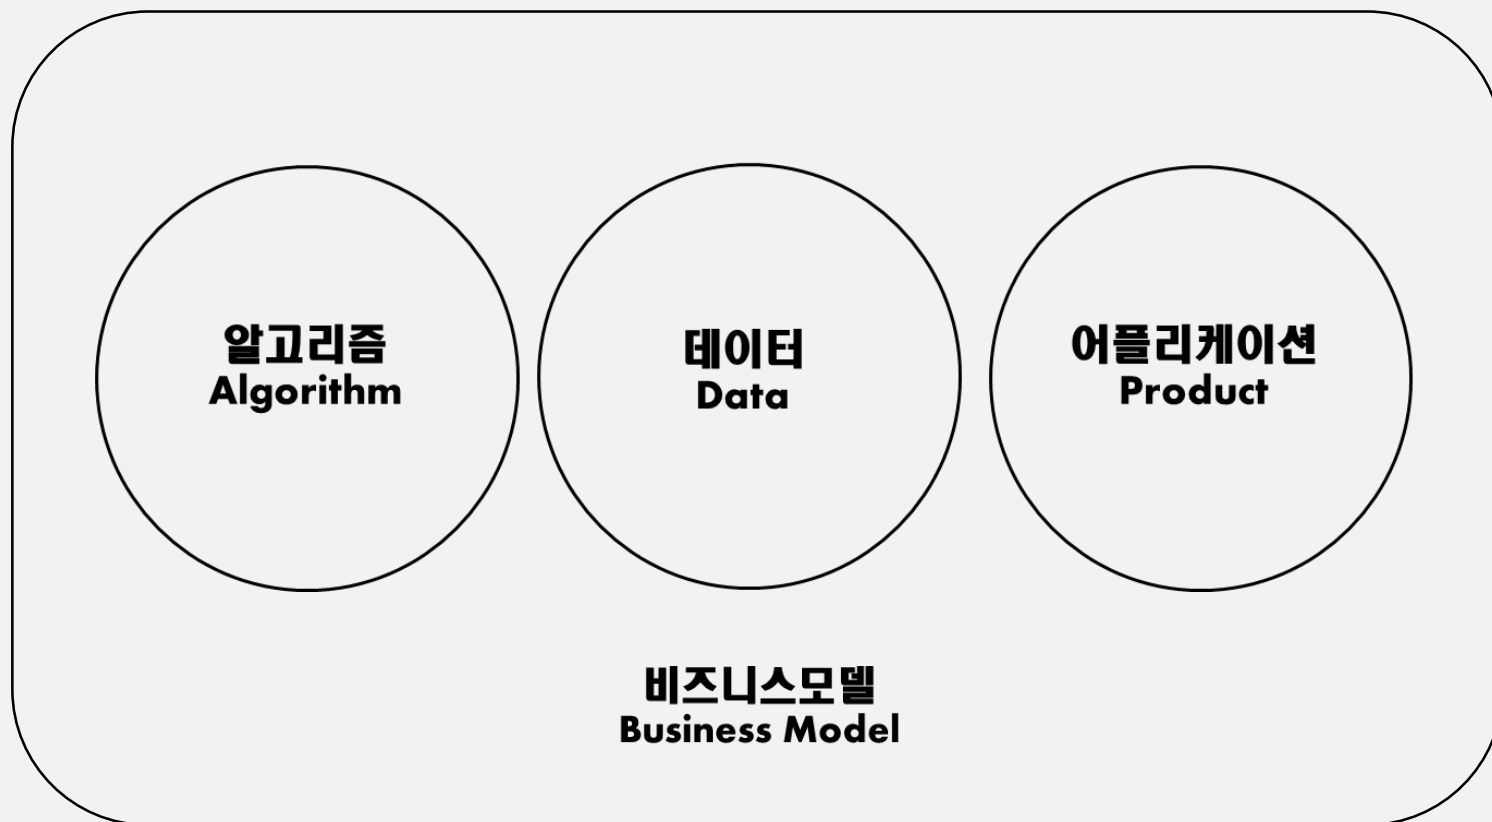 알고리즘
Algorithm
데이터
Data
어플리케이션
Product
비즈니스모델
Business Model